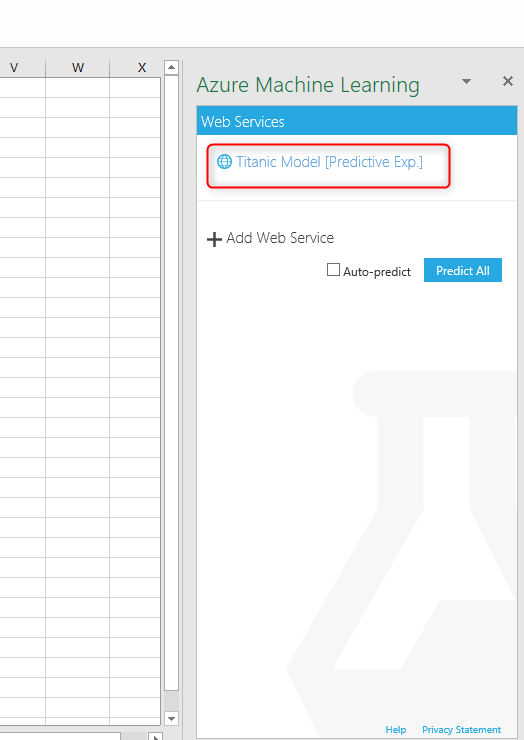 V W X
Azure Machine Learning
Web Services
Titanic Model [Predictive Exp.]
Add Web Service
Auto-predict Predict All
Help Privacy Statement